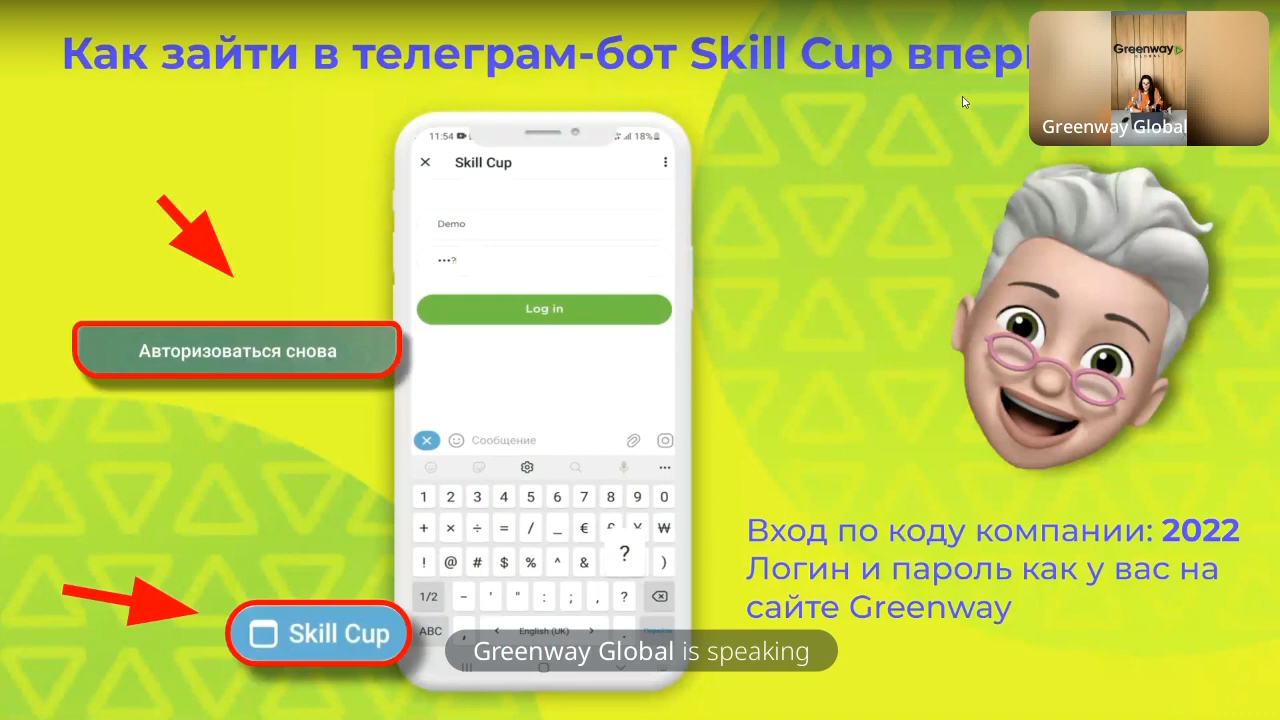 Как зайти в телеграм-бот Skill Cup
Greenway
GLOBAL
Greenway Global
11:54
18%
Skill Cup
Demo
•••?
Log in
Авторизоваться снова
Сообщение
1 2 3 4 5 6 7 8 9 0
+ × ÷ = / _ € ₩
! @ # $ % ^ & )
?
1/2 - ' " : ; , ?
ABC , < English (UK) > .
Вход по коду компании: 2022
Логин и пароль как у вас на
сайте Greenway
Skill Cup
Greenway Global is speaking